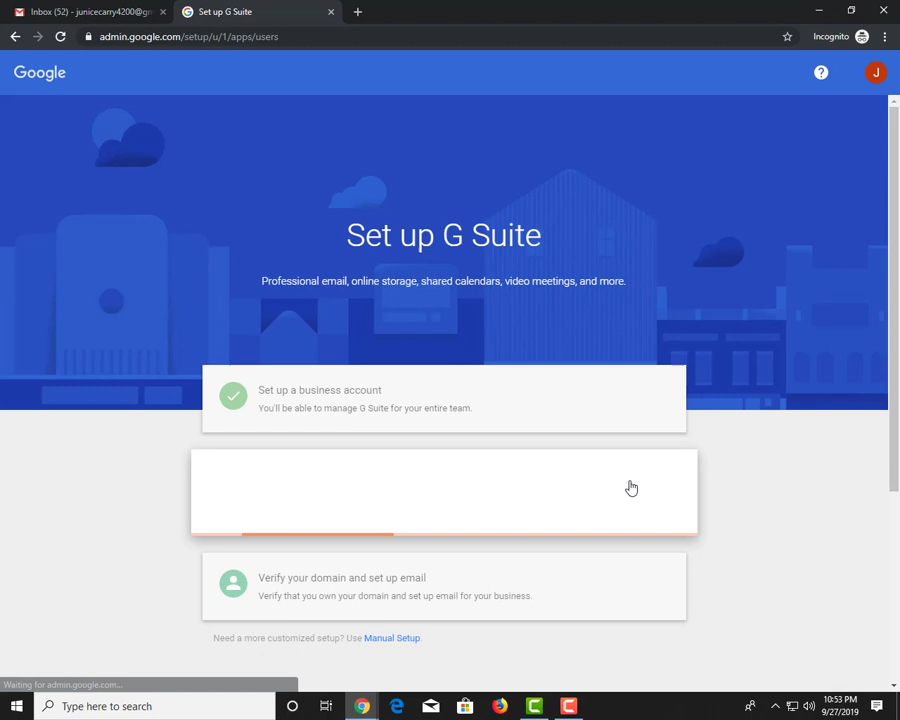 Inbox (52) - junicecarry4200@gm
Set up G Suite
admin.google.com/setup/u/1/apps/users
Incognito
Google
J
Set up G Suite
Professional email, online storage, shared calendars, video meetings, and more.
Set up a business account
You'll be able to manage G Suite for your entire team.
Verify your domain and set up email
Verify that you own your domain and set up email for your business.
Need a more customized setup? Use Manual Setup.
Waiting for admin.google.com...
Type here to search
10:53 PM
9/27/2019